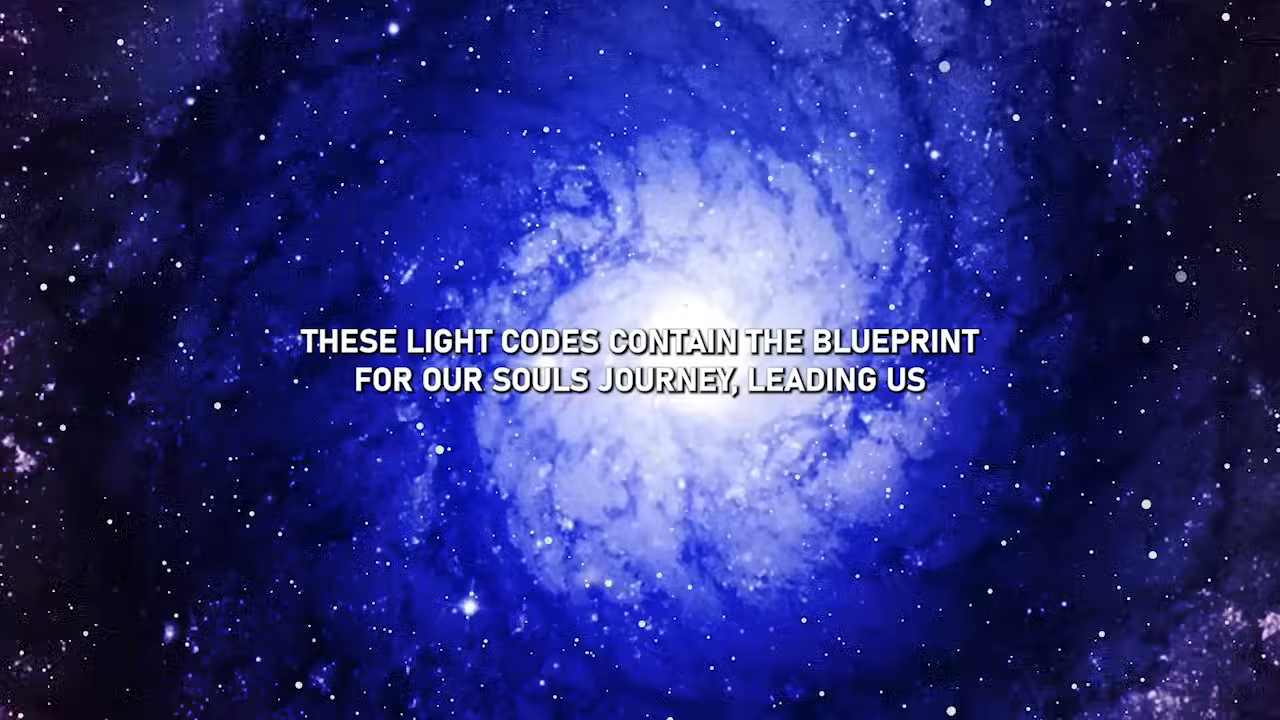 THESE LIGHT CODES CONTAIN THE BLUEPRINT
FOR OUR SOULS JOURNEY, LEADING US